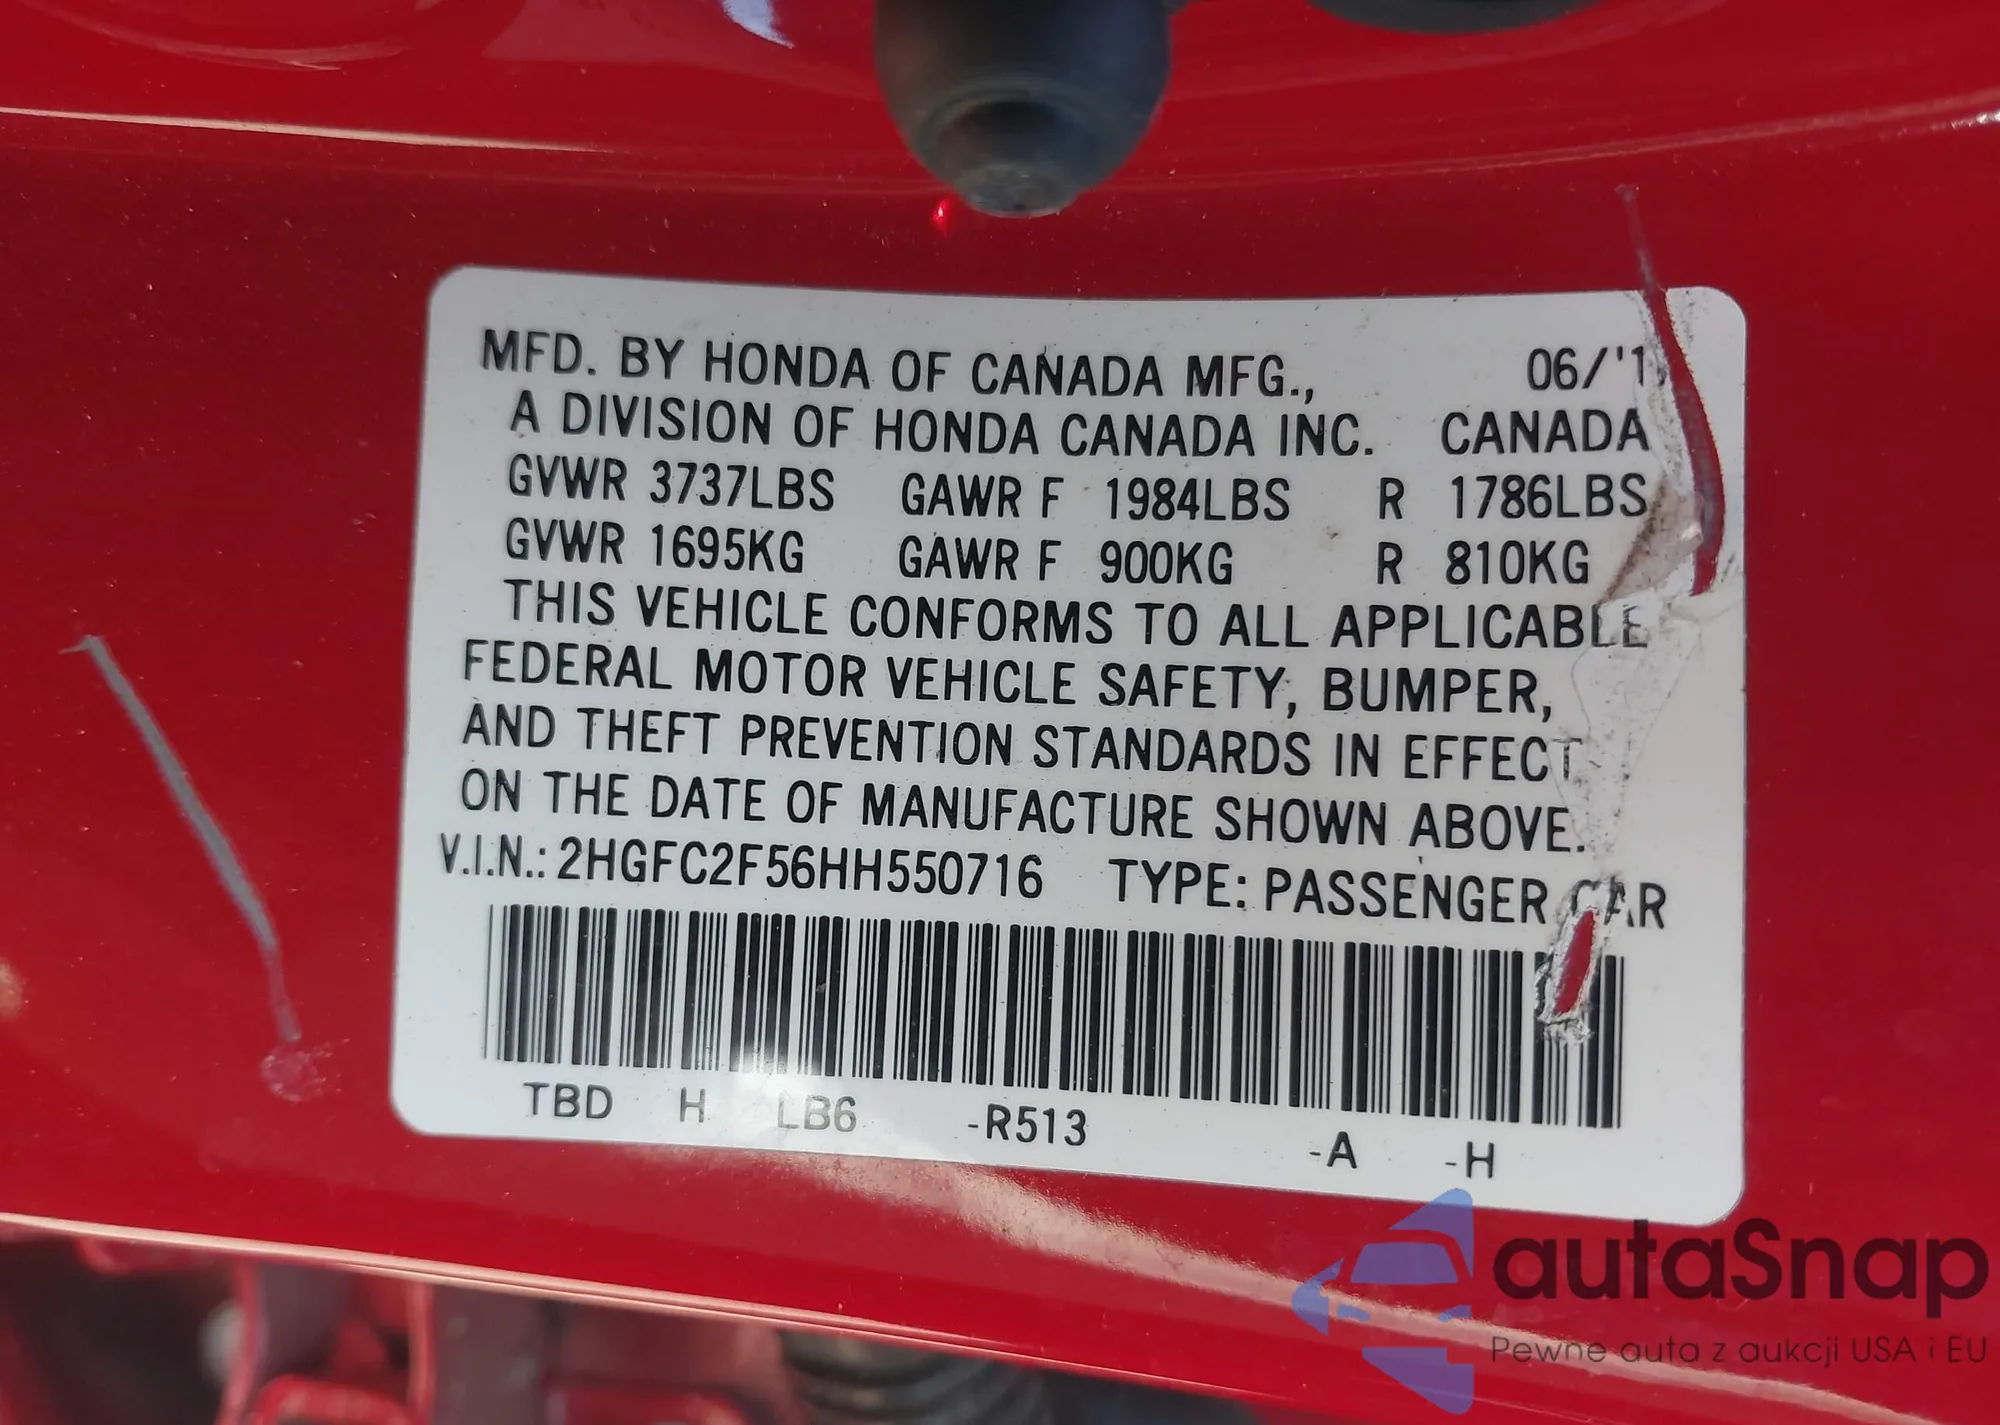 MFD. BY HONDA OF CANADA MFG., 06/'1
A DIVISION OF HONDA CANADA INC. CANADA
GVWR 3737LBS GAWR F 1984LBS R 1786LBS
GVWR 1695KG GAWR F 900KG R 810KG
THIS VEHICLE CONFORMS TO ALL APPLICABLE
FEDERAL MOTOR VEHICLE SAFETY, BUMPER,
AND THEFT PREVENTION STANDARDS IN EFFECT
ON THE DATE OF MANUFACTURE SHOWN ABOVE.
V.I.N.: 2HGFC2F56HH550716 TYPE: PASSENGER CAR
TBD H LB6 -R513 -A -H
autaSnap
Pewne auta z aukcji USA i EU